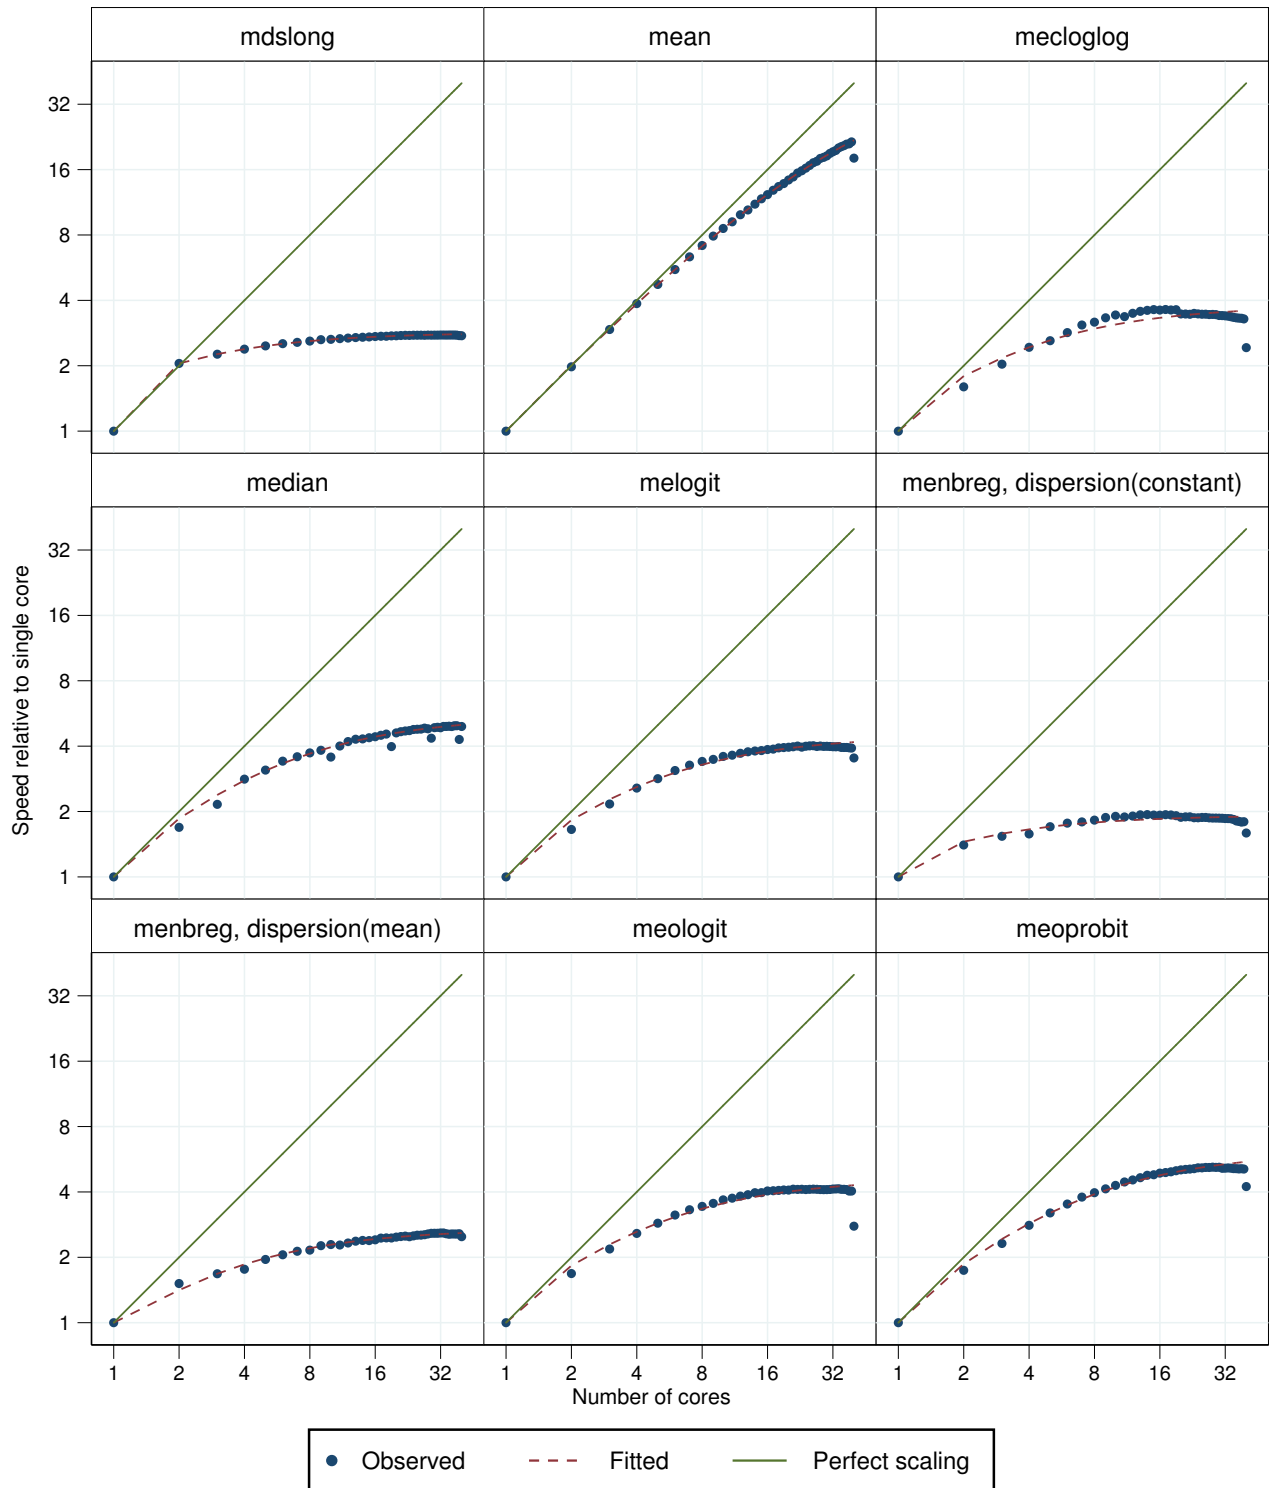 mdslong
mean
mecloglog
32
16
8
4
2
1
median
melogit
menbreg, dispersion(constant)
Speed relative to single core
32
16
8
4
2
1
menbreg, dispersion(mean)
meologit
meoprobit
32
16
8
4
2
1
1 2 4 8 16 32 1 2 4 8 16 32 1 2 4 8 16 32
Number of cores
Observed Fitted Perfect scaling